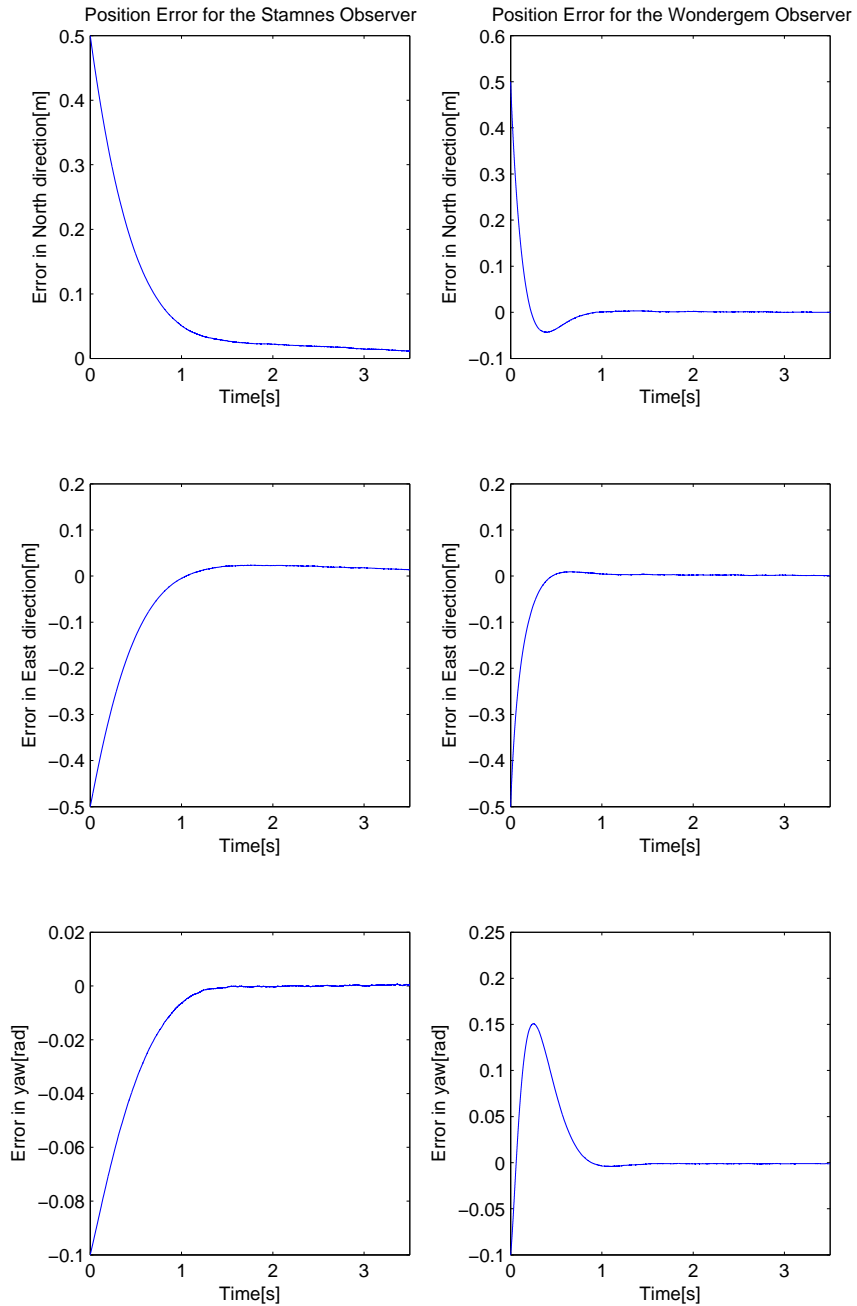 Position Error for the Stamnes Observer
0.5
0.4
0.3
0.2
0.1
0
Error in North direction[m]
0 1 2 3
Time[s]
Position Error for the Wondergem Observer
0.6
0.5
0.4
0.3
0.2
0.1
0
−0.1
Error in North direction[m]
0 1 2 3
Time[s]
0.2
0.1
0
−0.1
−0.2
−0.3
−0.4
−0.5
Error in East direction[m]
0 1 2 3
Time[s]
0.2
0.1
0
−0.1
−0.2
−0.3
−0.4
−0.5
Error in East direction[m]
0 1 2 3
Time[s]
0.02
0
−0.02
−0.04
−0.06
−0.08
−0.1
Error in yaw[rad]
0 1 2 3
Time[s]
0.25
0.2
0.15
0.1
0.05
0
−0.05
−0.1
Error in yaw[rad]
0 1 2 3
Time[s]